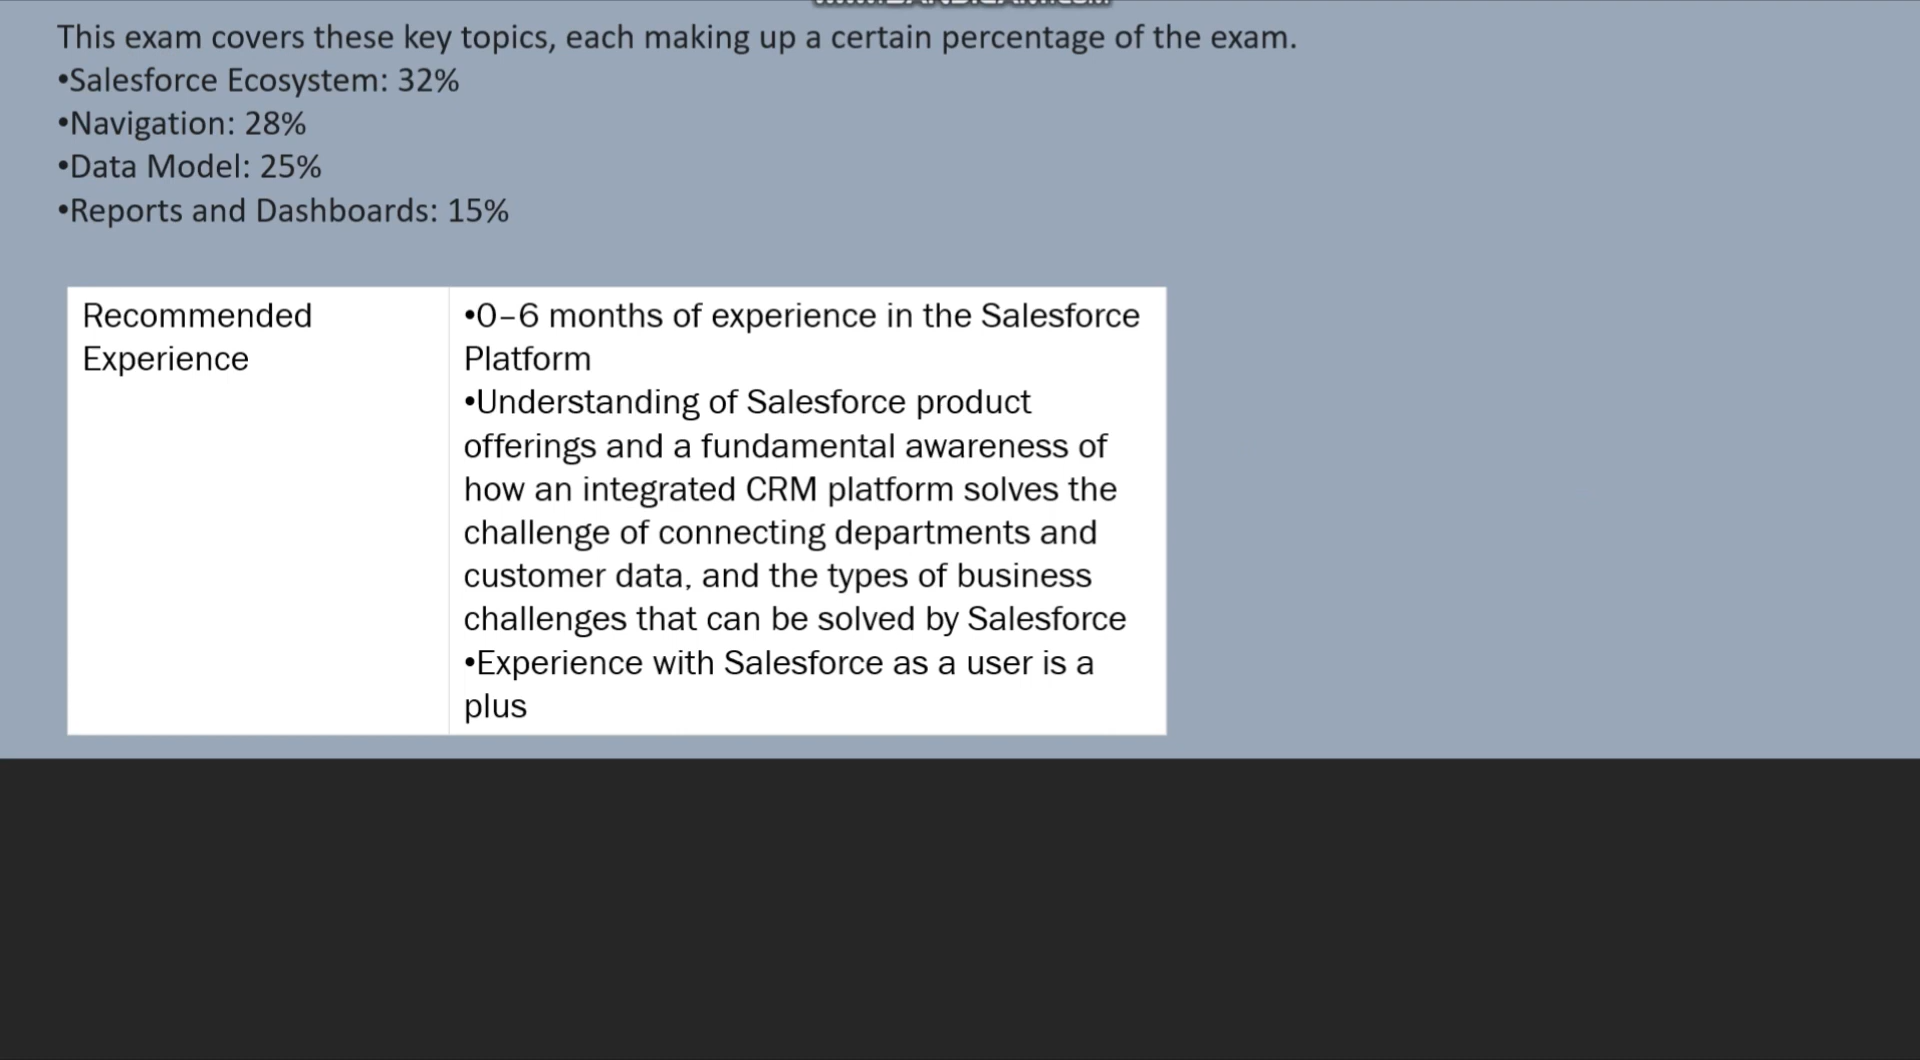 This exam covers these key topics, each making up a certain percentage of the exam.
•Salesforce Ecosystem: 32%
•Navigation: 28%
•Data Model: 25%
•Reports and Dashboards: 15%
Recommended
Experience
•0–6 months of experience in the Salesforce
Platform
•Understanding of Salesforce product
offerings and a fundamental awareness of
how an integrated CRM platform solves the
challenge of connecting departments and
customer data, and the types of business
challenges that can be solved by Salesforce
•Experience with Salesforce as a user is a
plus